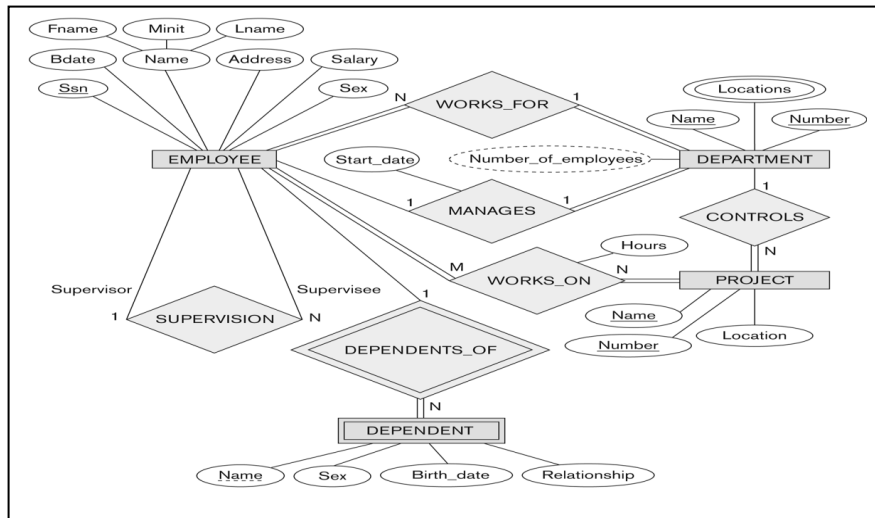 Fname Minit Lname
Bdate Name Address Salary
Ssn Sex
N WORKS_FOR 1
Locations
Name Number
EMPLOYEE Start_date Number_of_employees DEPARTMENT
1 MANAGES 1
1
CONTROLS
N
Hours
M WORKS_ON N PROJECT
Supervisor Supervisee
1 SUPERVISION N
1
Name
Number Location
DEPENDENTS_OF
N
DEPENDENT
Name Sex Birth_date Relationship